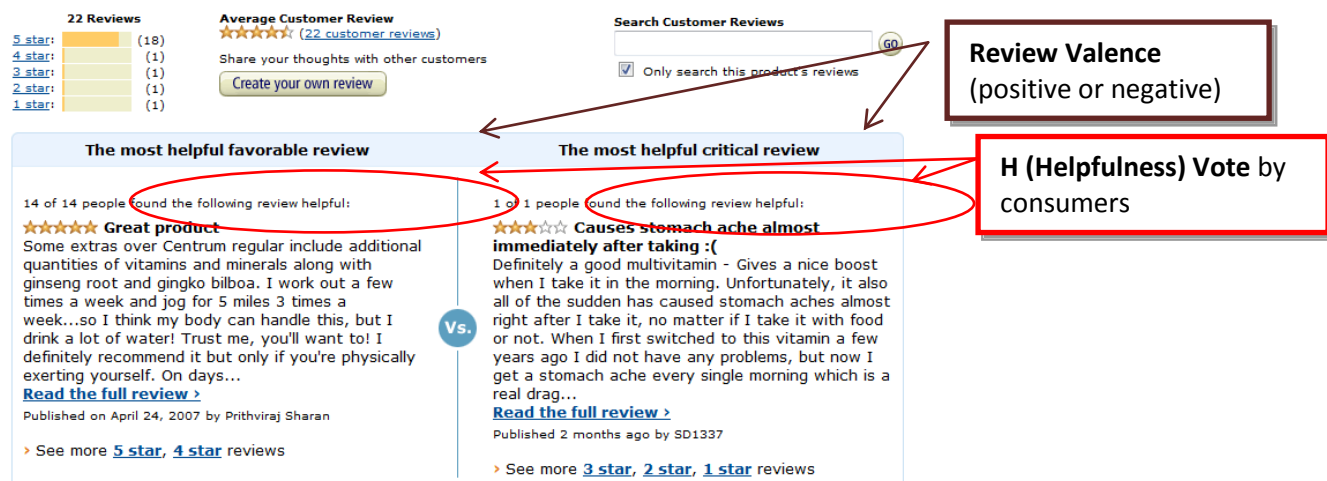 22 Reviews
5 star: (18)
4 star: (1)
3 star: (1)
2 star: (1)
1 star: (1)
Average Customer Review
(22 customer reviews)
Share your thoughts with other customers
Create your own review
Search Customer Reviews
GO
Only search this product's reviews
Review Valence
(positive or negative)
The most helpful favorable review
14 of 14 people found the following review helpful:
Great product
Some extras over Centrum regular include additional
quantities of vitamins and minerals along with
ginseng root and gingko bilboa. I work out a few
times a week and jog for 5 miles 3 times a
week...so I think my body can handle this, but I
drink a lot of water! Trust me, you'll want to! I
definitely recommend it but only if you're physically
exerting yourself. On days...
Read the full review ›
Published on April 24, 2007 by Prithviraj Sharan
› See more 5 star, 4 star reviews
Vs.
The most helpful critical review
1 of 1 people found the following review helpful:
Causes stomach ache almost
immediately after taking :(
Definitely a good multivitamin - Gives a nice boost
when I take it in the morning. Unfortunately, it also
all of the sudden has caused stomach aches almost
right after I take it, no matter if I take it with food
or not. When I first switched to this vitamin a few
years ago I did not have any problems, but now I
get a stomach ache every single morning which is a
real drag...
Read the full review ›
Published 2 months ago by SD1337
› See more 3 star, 2 star, 1 star reviews
H (Helpfulness) Vote by
consumers